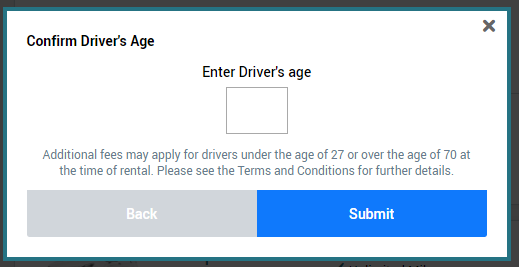 Confirm Driver's Age
Enter Driver's age
Additional fees may apply for drivers under the age of 27 or over the age of 70 at
the time of rental. Please see the Terms and Conditions for further details.
Back
Submit